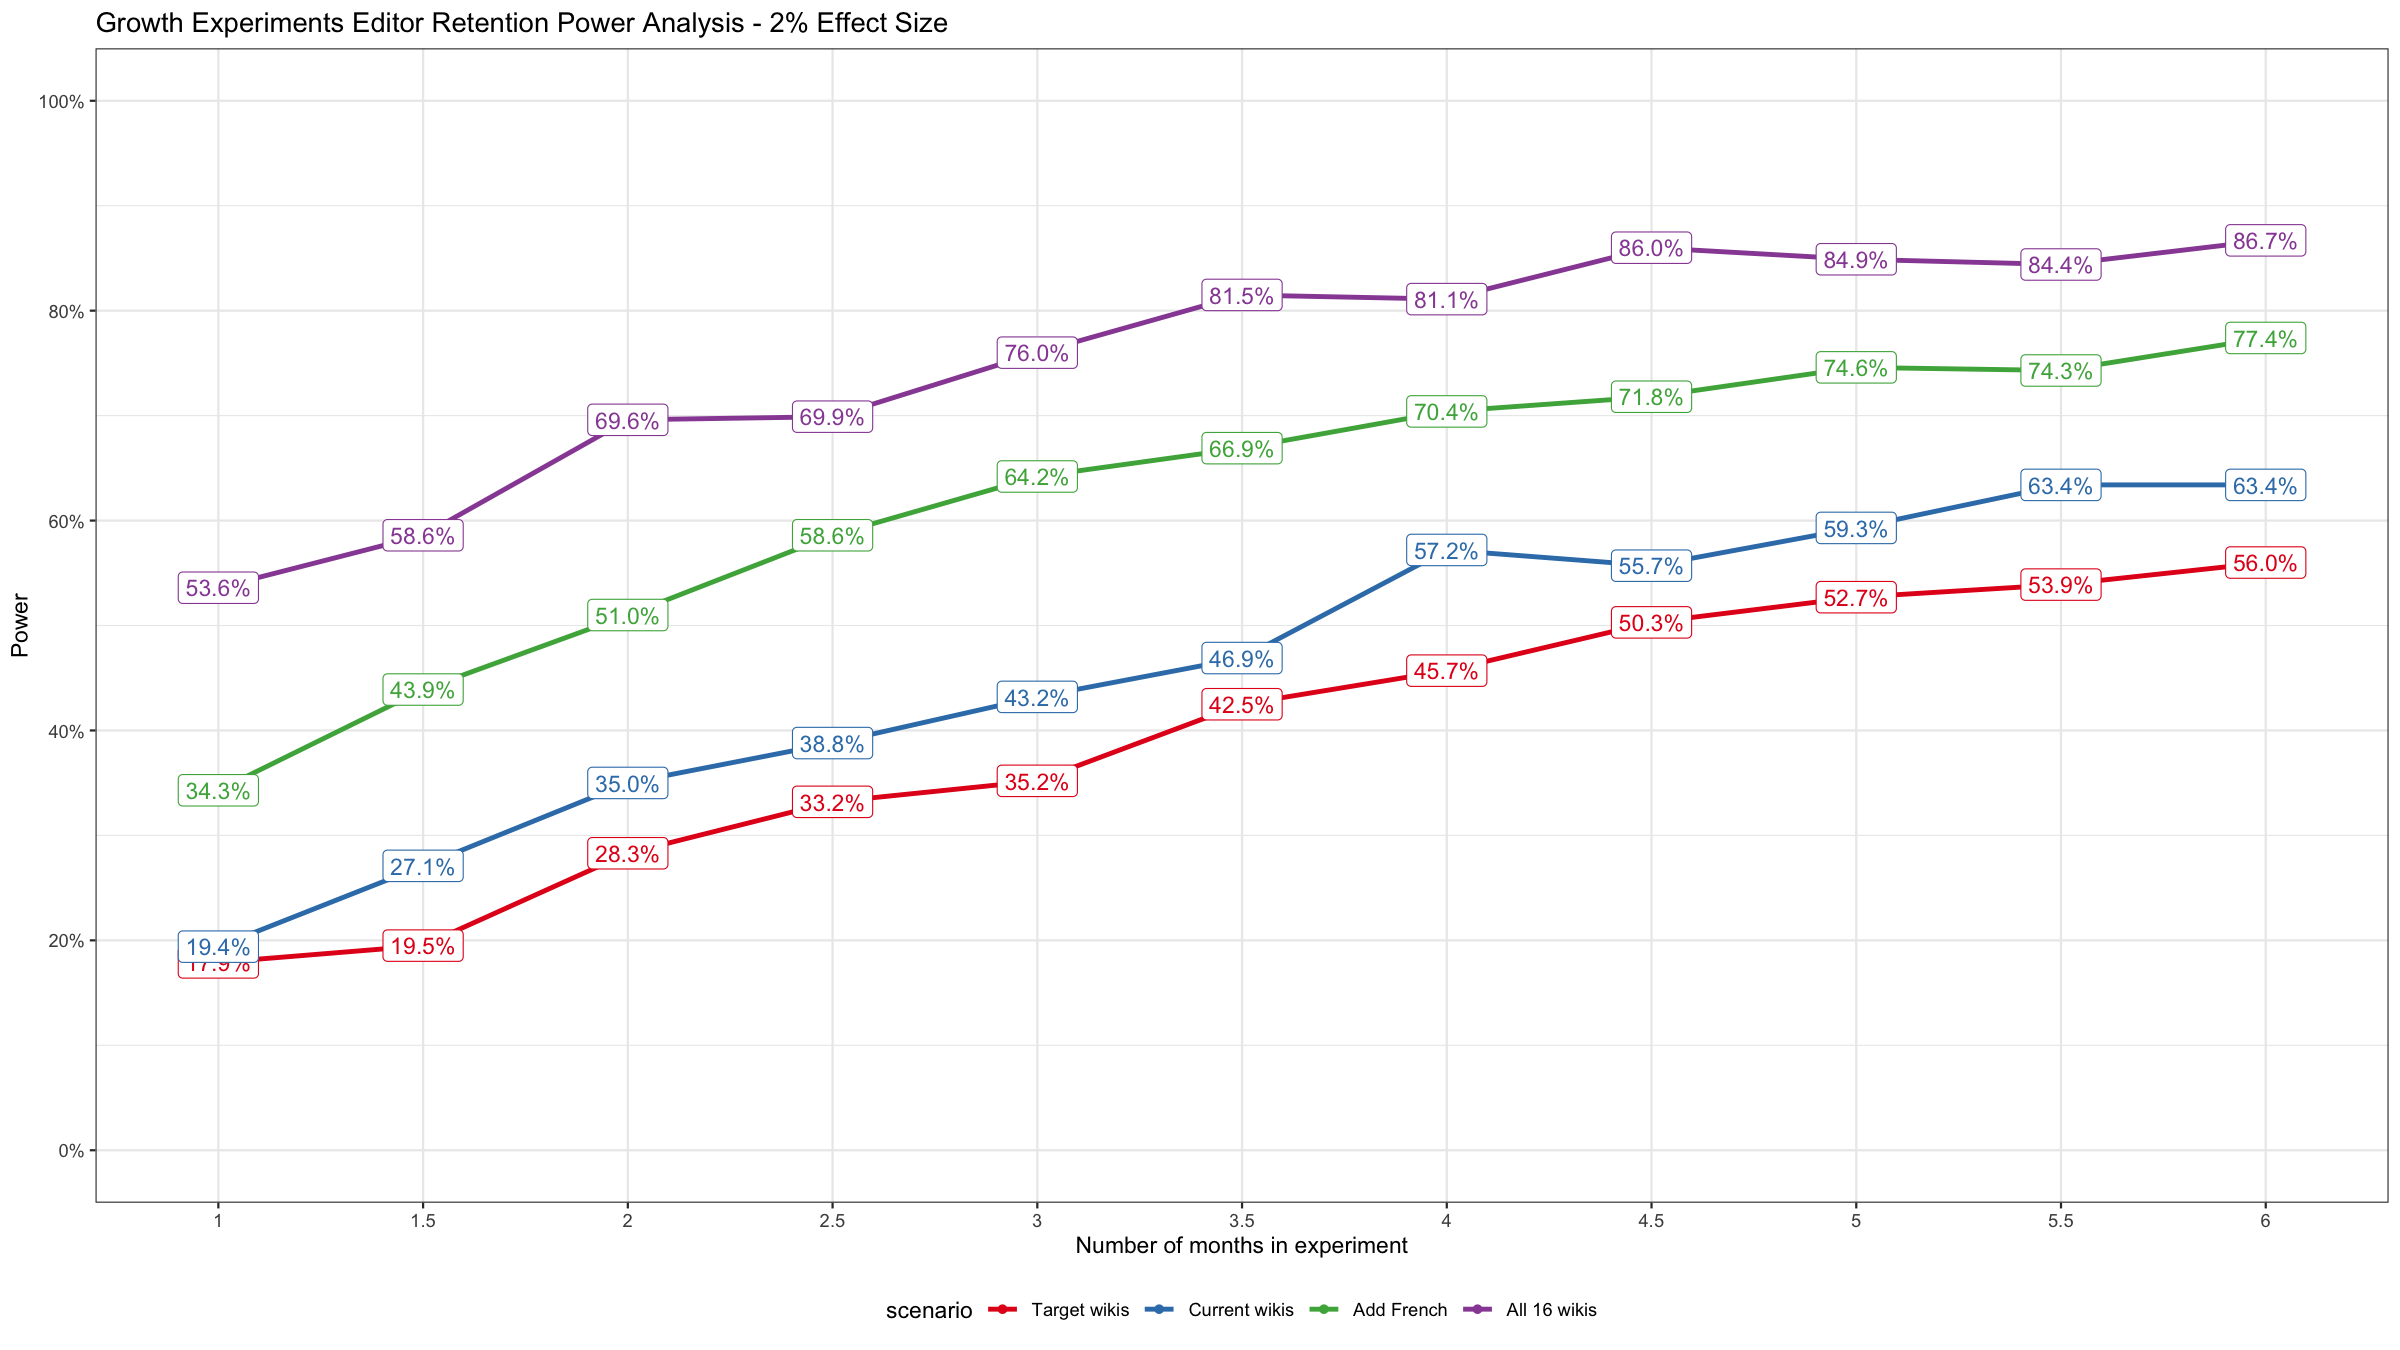 Growth Experiments Editor Retention Power Analysis - 2% Effect Size
100%
80%
60%
40%
20%
0%
Power
53.6% 58.6% 69.6% 69.9% 76.0% 81.5% 81.1% 86.0% 84.9% 84.4% 86.7%
34.3% 43.9% 51.0% 58.6% 64.2% 66.9% 70.4% 71.8% 74.6% 74.3% 77.4%
19.4% 27.1% 35.0% 38.8% 43.2% 46.9% 57.2% 55.7% 59.3% 63.4% 63.4%
17.9% 19.5% 28.3% 33.2% 35.2% 42.5% 45.7% 50.3% 52.7% 53.9% 56.0%
1 1.5 2 2.5 3 3.5 4 4.5 5 5.5 6
Number of months in experiment
scenario Target wikis Current wikis Add French All 16 wikis